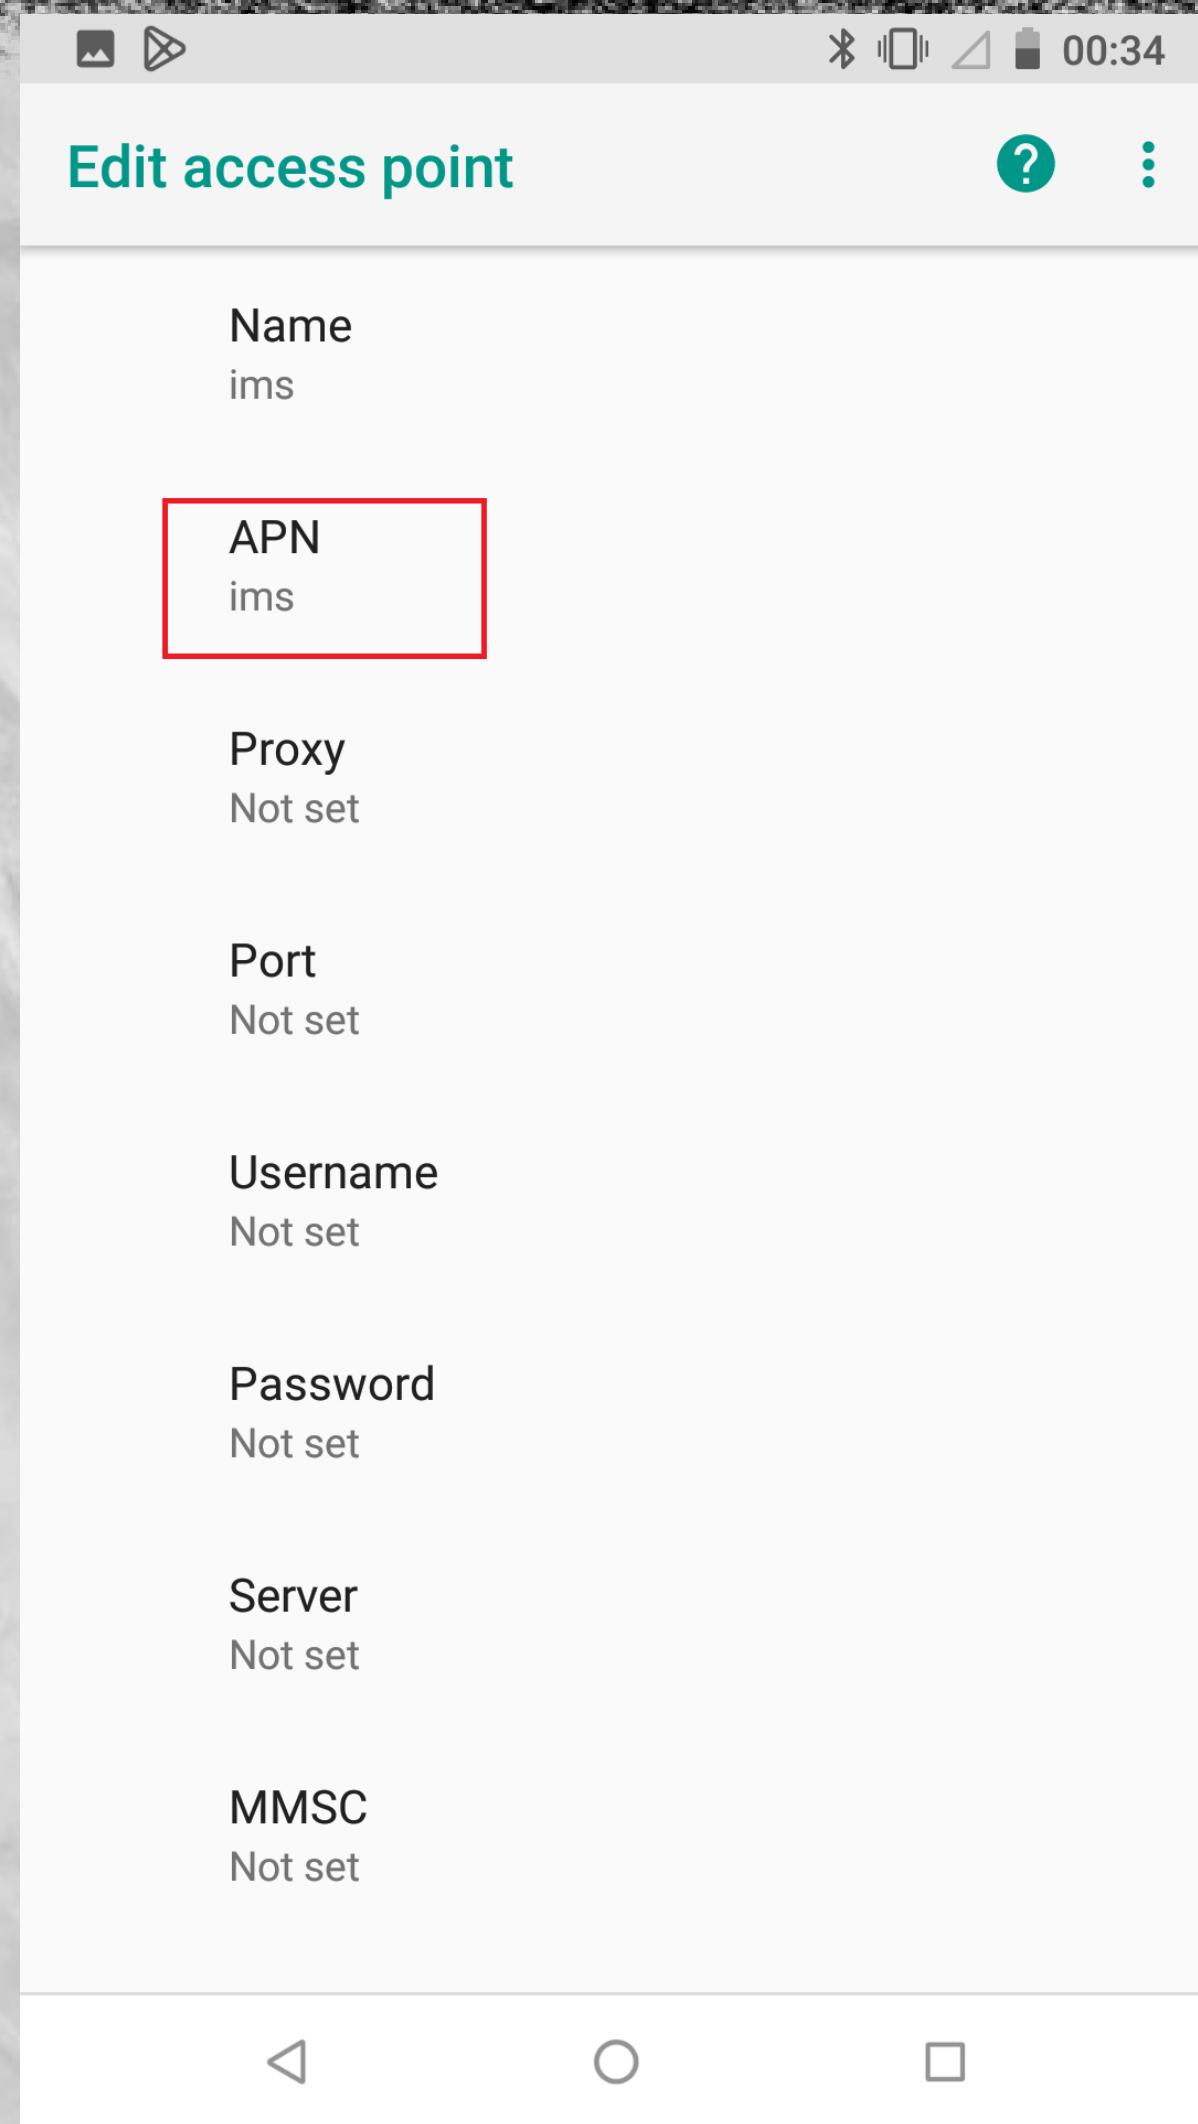 00:34
Edit access point
Name
ims
APN
ims
Proxy
Not set
Port
Not set
Username
Not set
Password
Not set
Server
Not set
MMSC
Not set